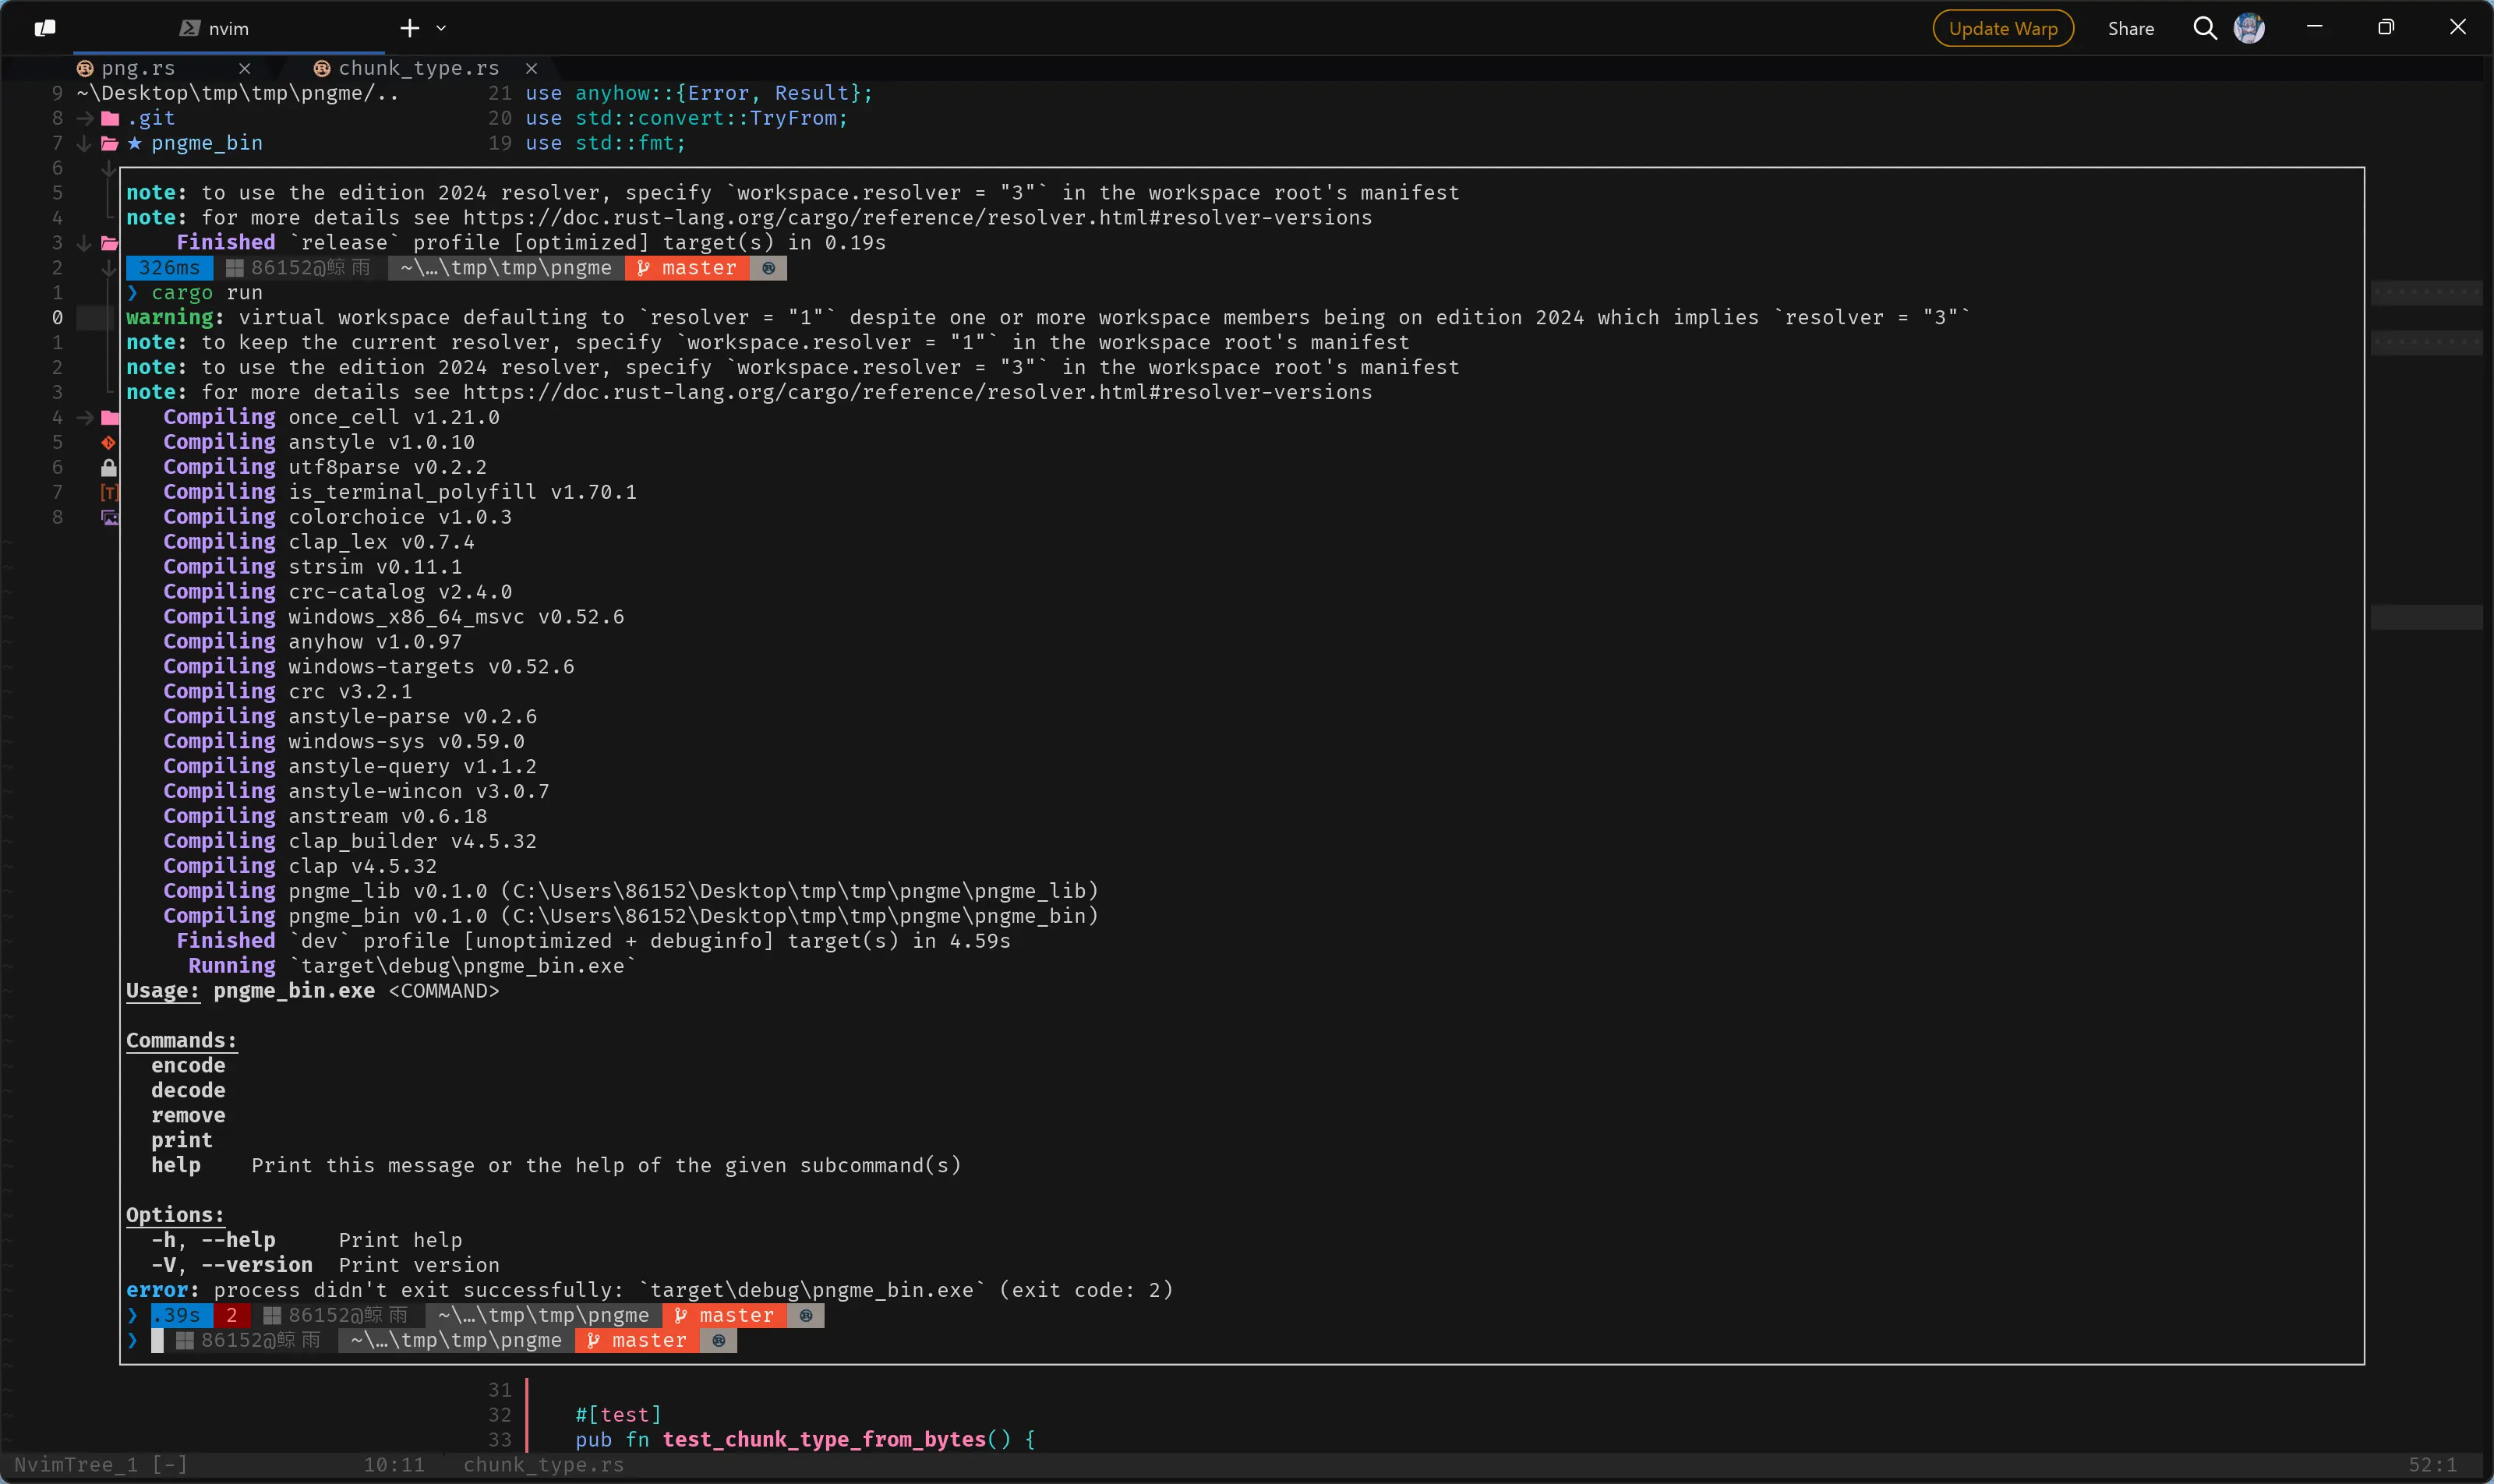 nvim
Update Warp
Share
png.rs
chunk_type.rs
9 ~\Desktop\tmp\tmp\pngme/..
8 .git
7 ★ pngme_bin
6
5
4
3
2
1
0
1
2
3
4
5
6
7 [T]
8
21 use anyhow::{Error, Result};
20 use std::convert::TryFrom;
19 use std::fmt;
note: to use the edition 2024 resolver, specify `workspace.resolver = "3"` in the workspace root's manifest
note: for more details see https://doc.rust-lang.org/cargo/reference/resolver.html#resolver-versions
Finished `release` profile [optimized] target(s) in 0.19s
326ms 86152@鲸雨 ~\…\tmp\tmp\pngme master
❯ cargo run
warning: virtual workspace defaulting to `resolver = "1"` despite one or more workspace members being on edition 2024 which implies `resolver = "3"`
note: to keep the current resolver, specify `workspace.resolver = "1"` in the workspace root's manifest
note: to use the edition 2024 resolver, specify `workspace.resolver = "3"` in the workspace root's manifest
note: for more details see https://doc.rust-lang.org/cargo/reference/resolver.html#resolver-versions
Compiling once_cell v1.21.0
Compiling anstyle v1.0.10
Compiling utf8parse v0.2.2
Compiling is_terminal_polyfill v1.70.1
Compiling colorchoice v1.0.3
Compiling clap_lex v0.7.4
Compiling strsim v0.11.1
Compiling crc-catalog v2.4.0
Compiling windows_x86_64_msvc v0.52.6
Compiling anyhow v1.0.97
Compiling windows-targets v0.52.6
Compiling crc v3.2.1
Compiling anstyle-parse v0.2.6
Compiling windows-sys v0.59.0
Compiling anstyle-query v1.1.2
Compiling anstyle-wincon v3.0.7
Compiling anstream v0.6.18
Compiling clap_builder v4.5.32
Compiling clap v4.5.32
Compiling pngme_lib v0.1.0 (C:\Users\86152\Desktop\tmp\tmp\pngme\pngme_lib)
Compiling pngme_bin v0.1.0 (C:\Users\86152\Desktop\tmp\tmp\pngme\pngme_bin)
Finished `dev` profile [unoptimized + debuginfo] target(s) in 4.59s
Running `target\debug\pngme_bin.exe`
Usage: pngme_bin.exe <COMMAND>
Commands:
encode
decode
remove
print
help Print this message or the help of the given subcommand(s)
Options:
-h, --help Print help
-V, --version Print version
error: process didn't exit successfully: `target\debug\pngme_bin.exe` (exit code: 2)
❯ .39s 2 86152@鲸雨 ~\…\tmp\tmp\pngme master
❯ 86152@鲸雨 ~\…\tmp\tmp\pngme master
31
32 #[test]
33 pub fn test_chunk_type_from_bytes() {
NvimTree_1 [-] 10:11 chunk_type.rs 52:1